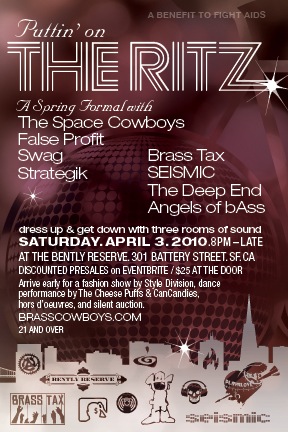 A BENEFIT TO FIGHT AIDS
Puttin' on
THE RITZ
A Spring Formal with
The Space Cowboys
False Profit
Swag
Strategik
Brass Tax
SEISMIC
The Deep End
Angels of bAss
dress up & get down with three rooms of sound
SATURDAY. APRIL 3. 2010. 8PM – LATE
AT THE BENTLY RESERVE. 301 BATTERY STREET. SF. CA
DISCOUNTED PRESALES on EVENTBRITE / $25 AT THE DOOR
Arrive early for a fashion show by Style Division, dance
performance by The Cheese Puffs & CanCandies,
hors d'oeuvres, and silent auction.
BRASSCOWBOYS.COM
21 AND OVER
BENTLY RESERVE
BRASS TAX
seismic